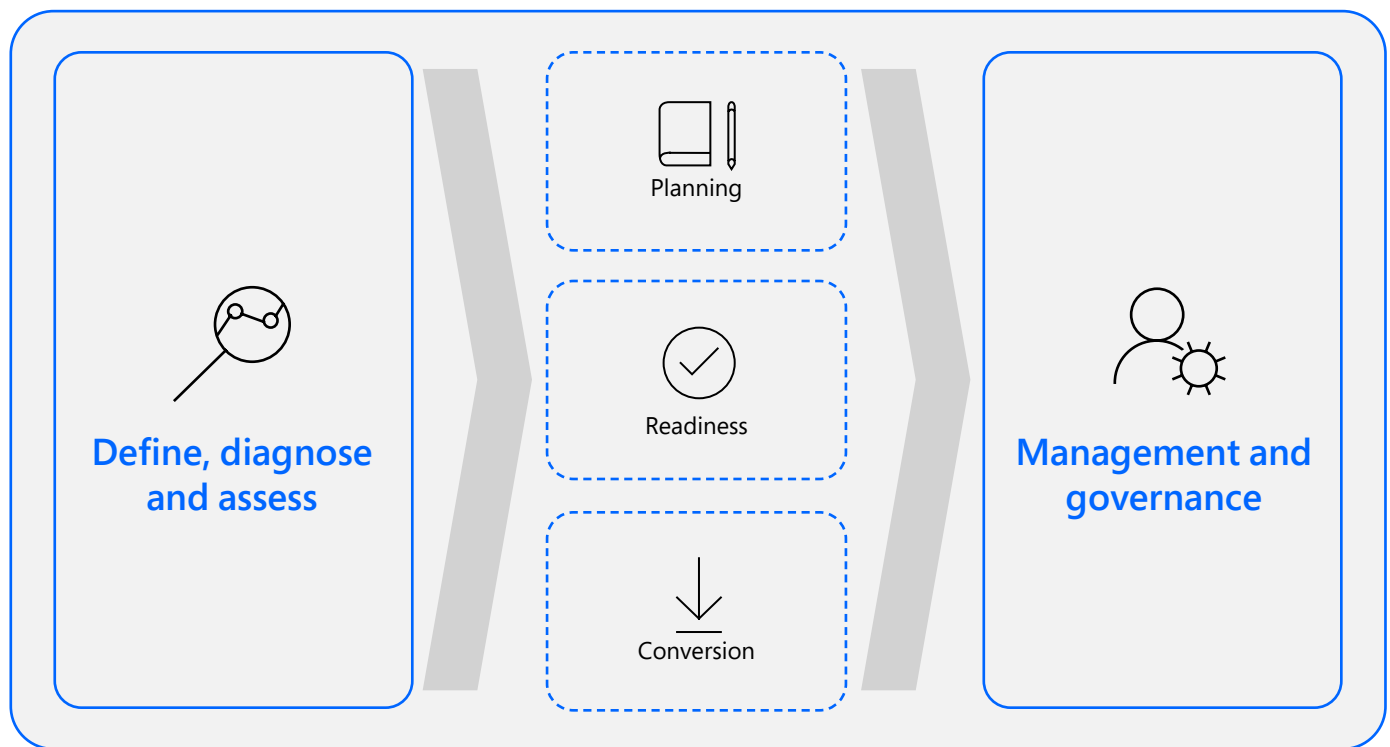 Define, diagnose
and assess
Planning
Readiness
Conversion
Management and
governance